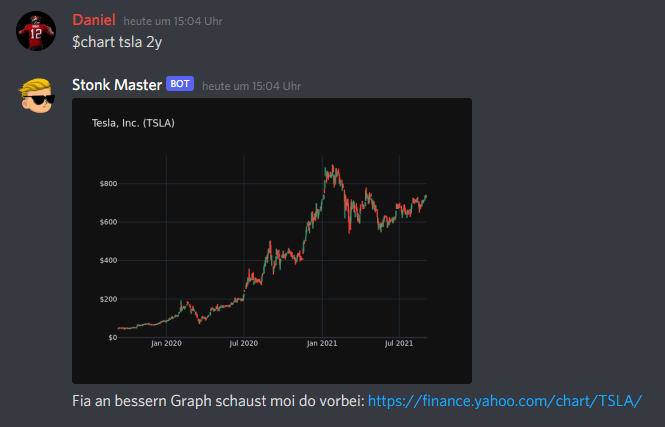 Daniel heute um 15:04 Uhr
$chart tsla 2y
Stonk Master BOT heute um 15:04 Uhr
Tesla, Inc. (TSLA)
$800
$600
$400
$200
$0
Jan 2020 Jul 2020 Jan 2021 Jul 2021
Fia an bessern Graph schaust moi do vorbei: https://finance.yahoo.com/chart/TSLA/
12